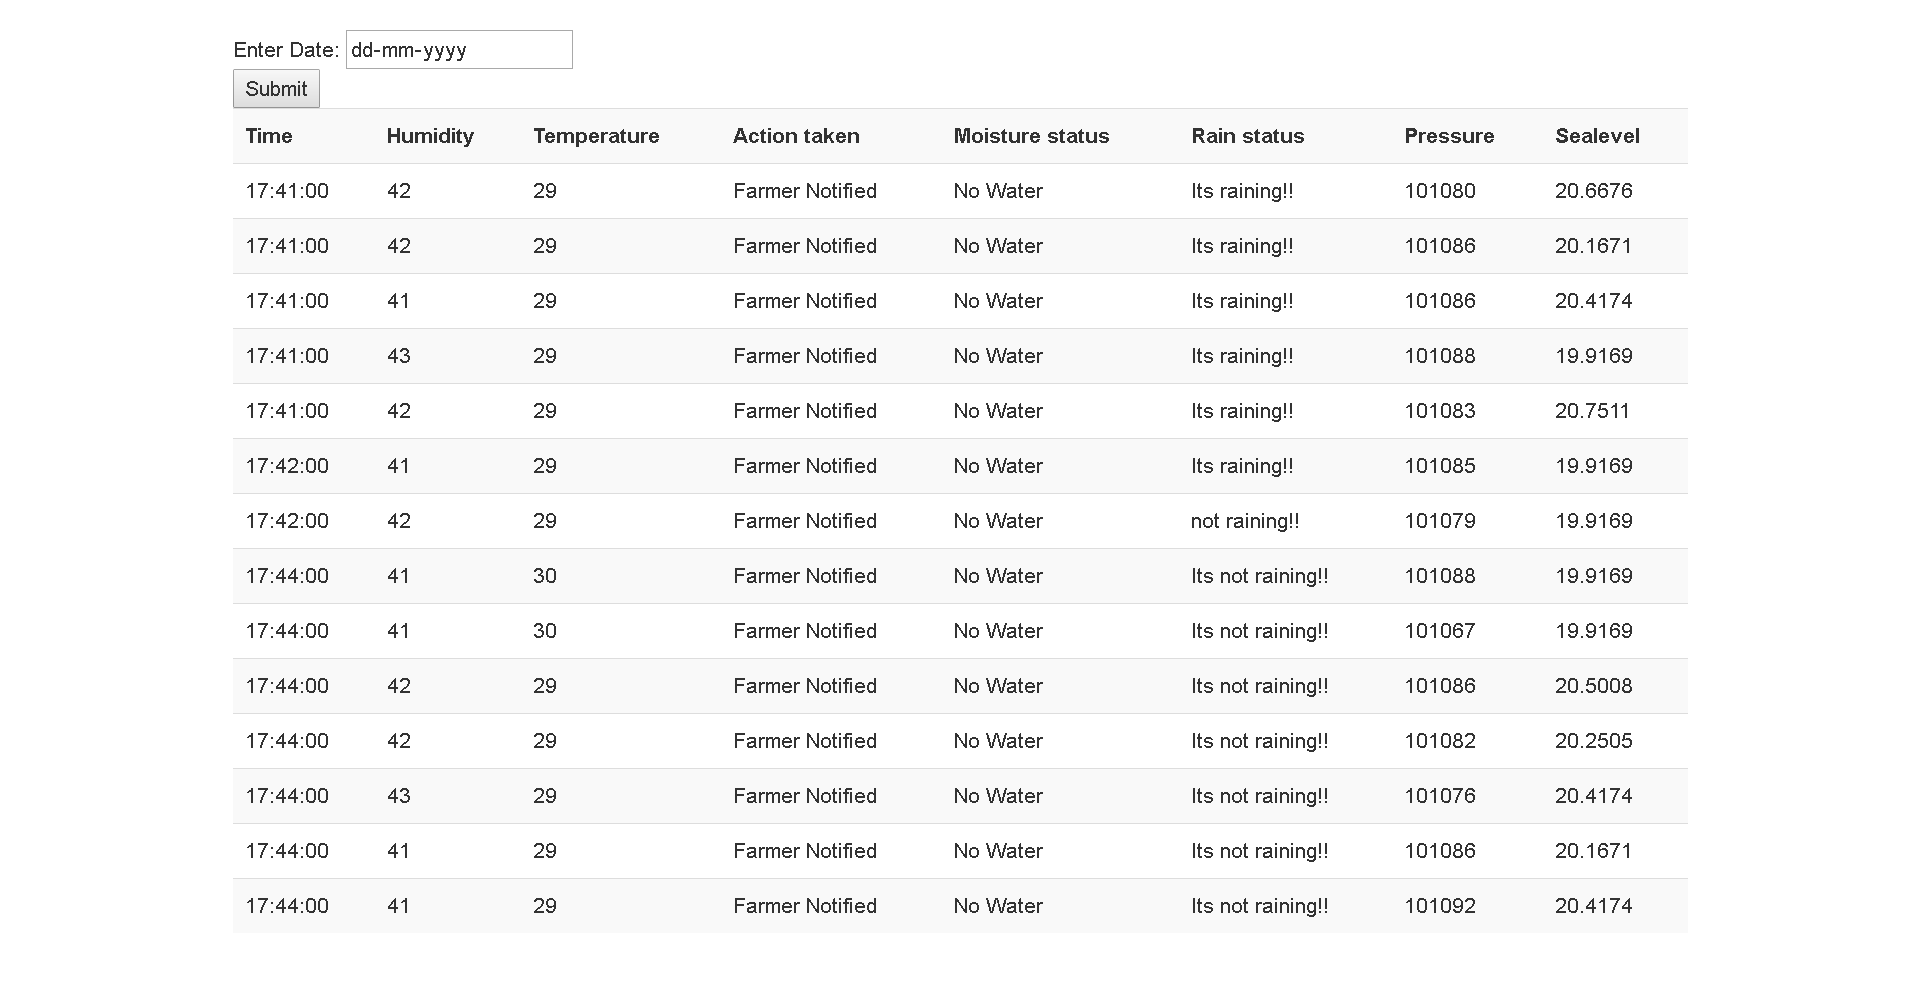 Enter Date: dd-mm-yyyy
Submit
Time Humidity Temperature Action taken Moisture status Rain status Pressure Sealevel
17:41:00 42 29 Farmer Notified No Water Its raining!! 101080 20.6676
17:41:00 42 29 Farmer Notified No Water Its raining!! 101086 20.1671
17:41:00 41 29 Farmer Notified No Water Its raining!! 101086 20.4174
17:41:00 43 29 Farmer Notified No Water Its raining!! 101088 19.9169
17:41:00 42 29 Farmer Notified No Water Its raining!! 101083 20.7511
17:42:00 41 29 Farmer Notified No Water Its raining!! 101085 19.9169
17:42:00 42 29 Farmer Notified No Water not raining!! 101079 19.9169
17:44:00 41 30 Farmer Notified No Water Its not raining!! 101088 19.9169
17:44:00 41 30 Farmer Notified No Water Its not raining!! 101067 19.9169
17:44:00 42 29 Farmer Notified No Water Its not raining!! 101086 20.5008
17:44:00 42 29 Farmer Notified No Water Its not raining!! 101082 20.2505
17:44:00 43 29 Farmer Notified No Water Its not raining!! 101076 20.4174
17:44:00 41 29 Farmer Notified No Water Its not raining!! 101086 20.1671
17:44:00 41 29 Farmer Notified No Water Its not raining!! 101092 20.4174